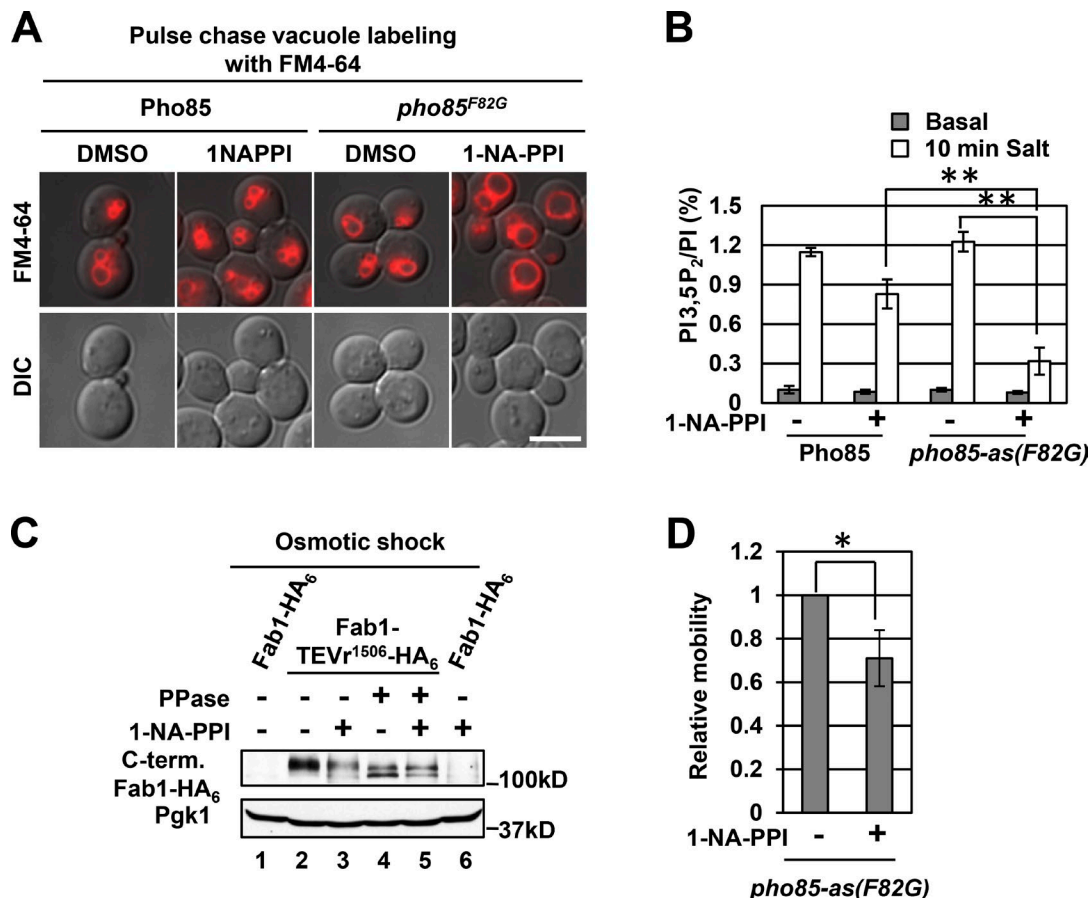 A
Pulse chase vacuole labeling
with FM4-64
Pho85
pho85F82G
DMSO
1NAPPI
DMSO
1-NA-PPI
FM4-64
DIC
B
Basal
10 min Salt
**
**
PI3,5P2/PI (%)
1.5
1.2
0.9
0.6
0.3
0
1-NA-PPI - + - +
Pho85
pho85-as(F82G)
C
Osmotic shock
Fab1-HA6
Fab1-
TEVr1506-HA6
Fab1-HA6
PPase - - - + + -
1-NA-PPI - - + - + +
C-term.
Fab1-HA6
–100kD
Pgk1
–37kD
1 2 3 4 5 6
D
*
Relative mobility
1.2
1
0.8
0.6
0.4
0.2
0
1-NA-PPI - +
pho85-as(F82G)